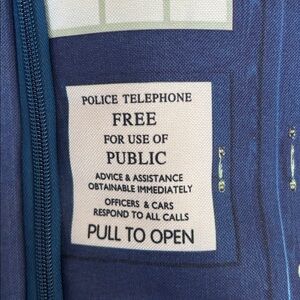 POLICE TELEPHONE
FREE
FOR USE OF
PUBLIC
ADVICE & ASSISTANCE
OBTAINABLE IMMEDIATELY
OFFICERS & CARS
RESPOND TO ALL CALLS
PULL TO OPEN